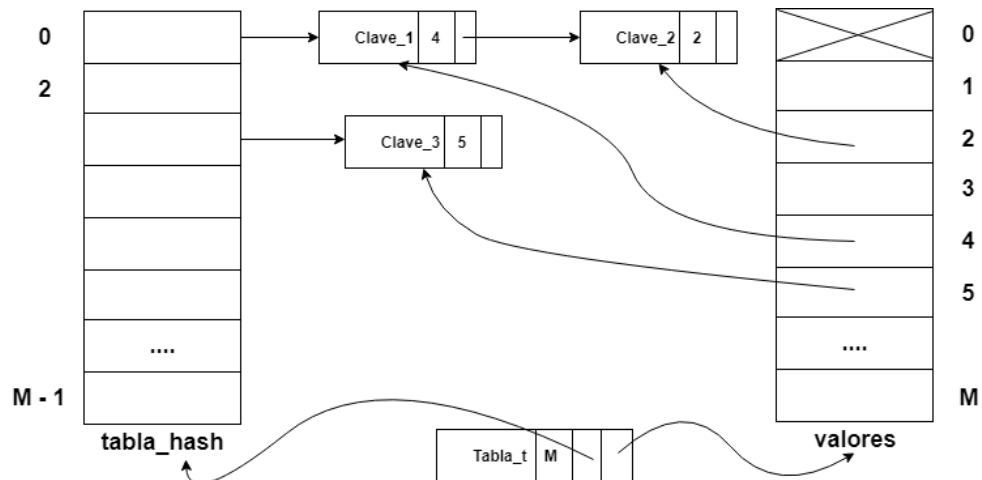 0
Clave_1 4
Clave_2 2
0
2
1
Clave_3 5
2
3
4
5
....
....
M - 1
M
tabla_hash
valores
Tabla_t M